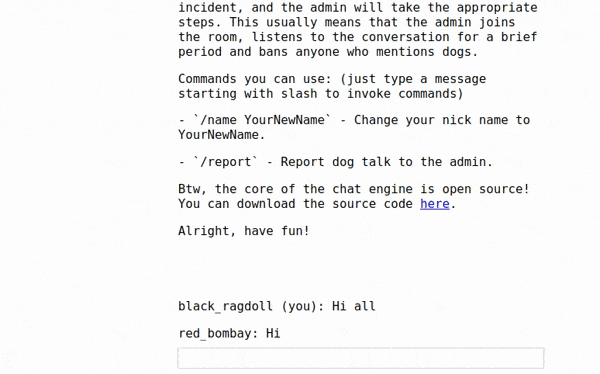 incident, and the admin will take the appropriate
steps. This usually means that the admin joins
the room, listens to the conversation for a brief
period and bans anyone who mentions dogs.
Commands you can use: (just type a message
starting with slash to invoke commands)
- `/name YourNewName` - Change your nick name to
YourNewName.
- `/report` - Report dog talk to the admin.
Btw, the core of the chat engine is open source!
You can download the source code here.
Alright, have fun!
black_ragdoll (you): Hi all
red_bombay: Hi